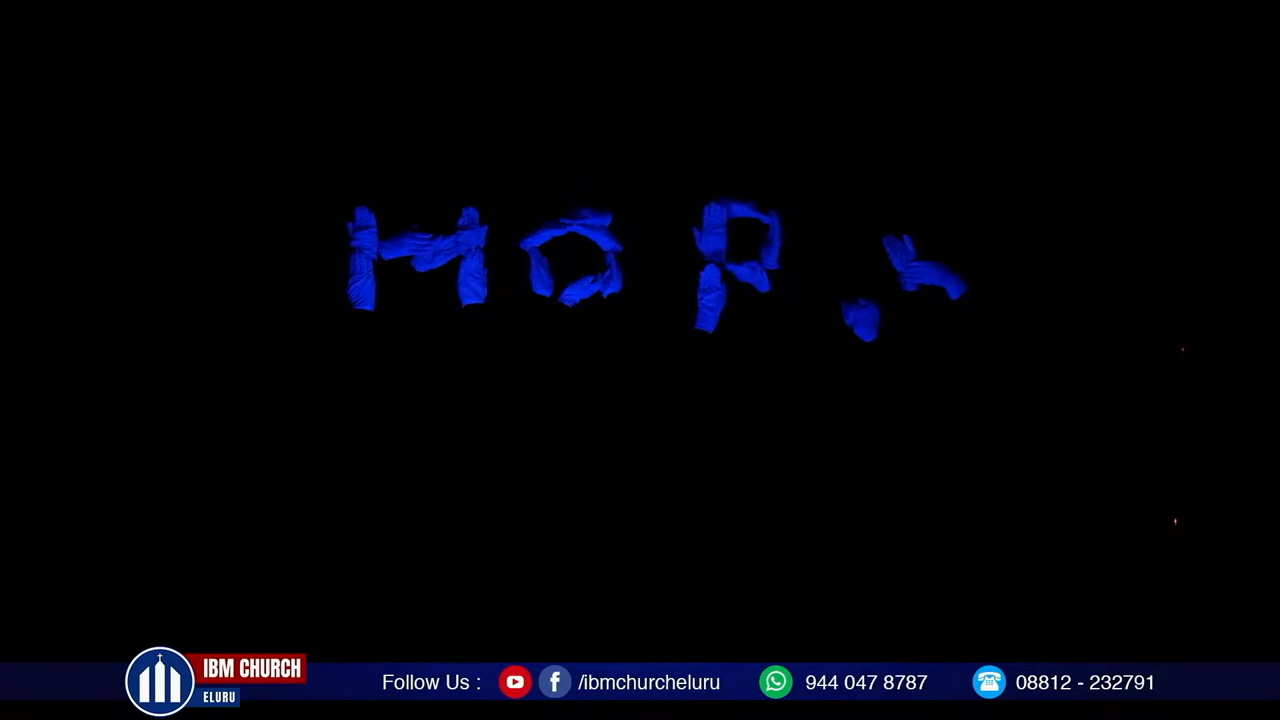 HOP
IBM CHURCH
ELURU
Follow Us : /ibmchurcheluru 944 047 8787 08812 - 232791